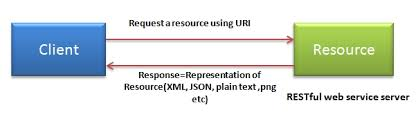 Request a resource using URI
Client
Resource
Response=Representation of
Resource(XML, JSON, plain text ,png
etc)
RESTful web service server